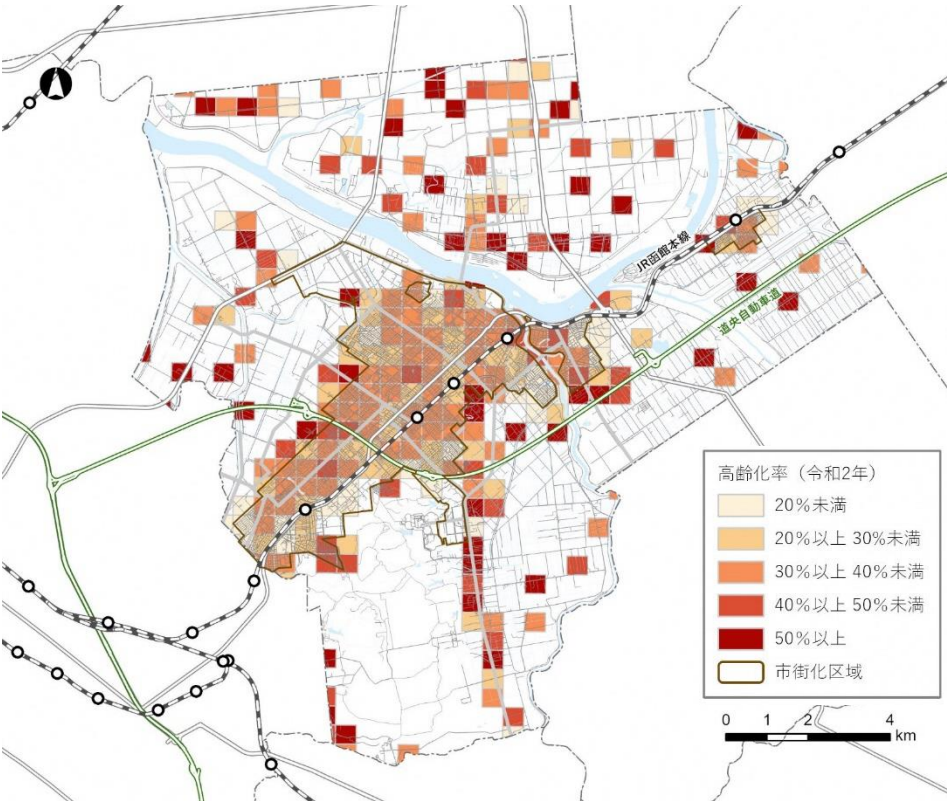 JR函館本線
道央自動車道
高齢化率（令和2年）
20%未満
20%以上 30%未満
30%以上 40%未満
40%以上 50%未満
50%以上
市街化区域
0 1 2 4
km